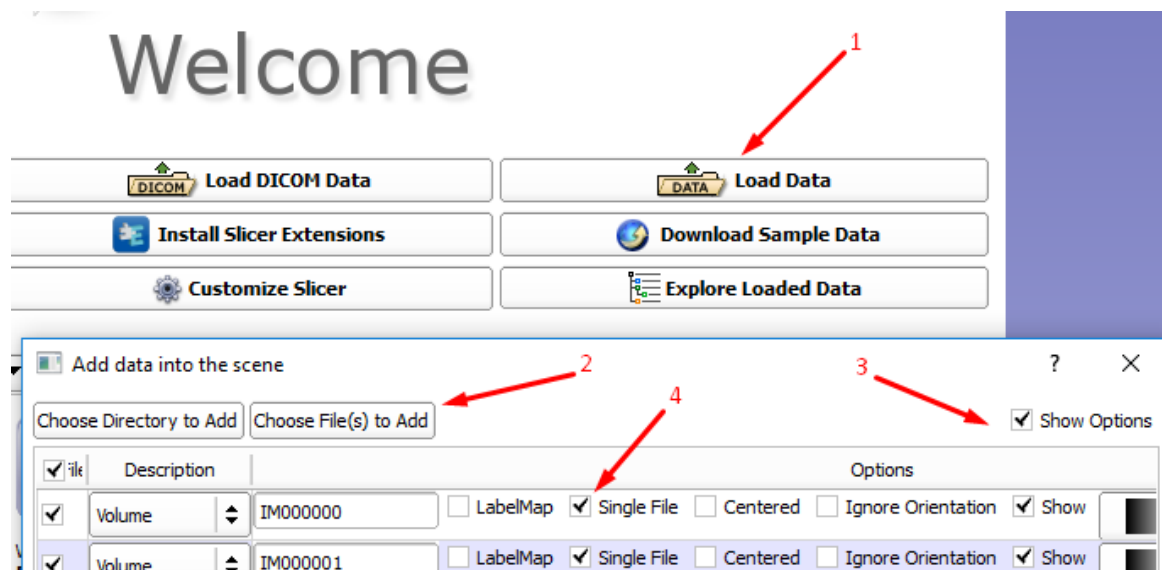 Welcome
1
DICOM Load DICOM Data
DATA Load Data
Install Slicer Extensions
Download Sample Data
Customize Slicer
Explore Loaded Data
Add data into the scene
2
3
?
4
Choose Directory to Add Choose File(s) to Add
Show Options
Description Options
Volume IM000000 LabelMap Single File Centered Ignore Orientation Show
Volume IM000001 LabelMap Single File Centered Ignore Orientation Show